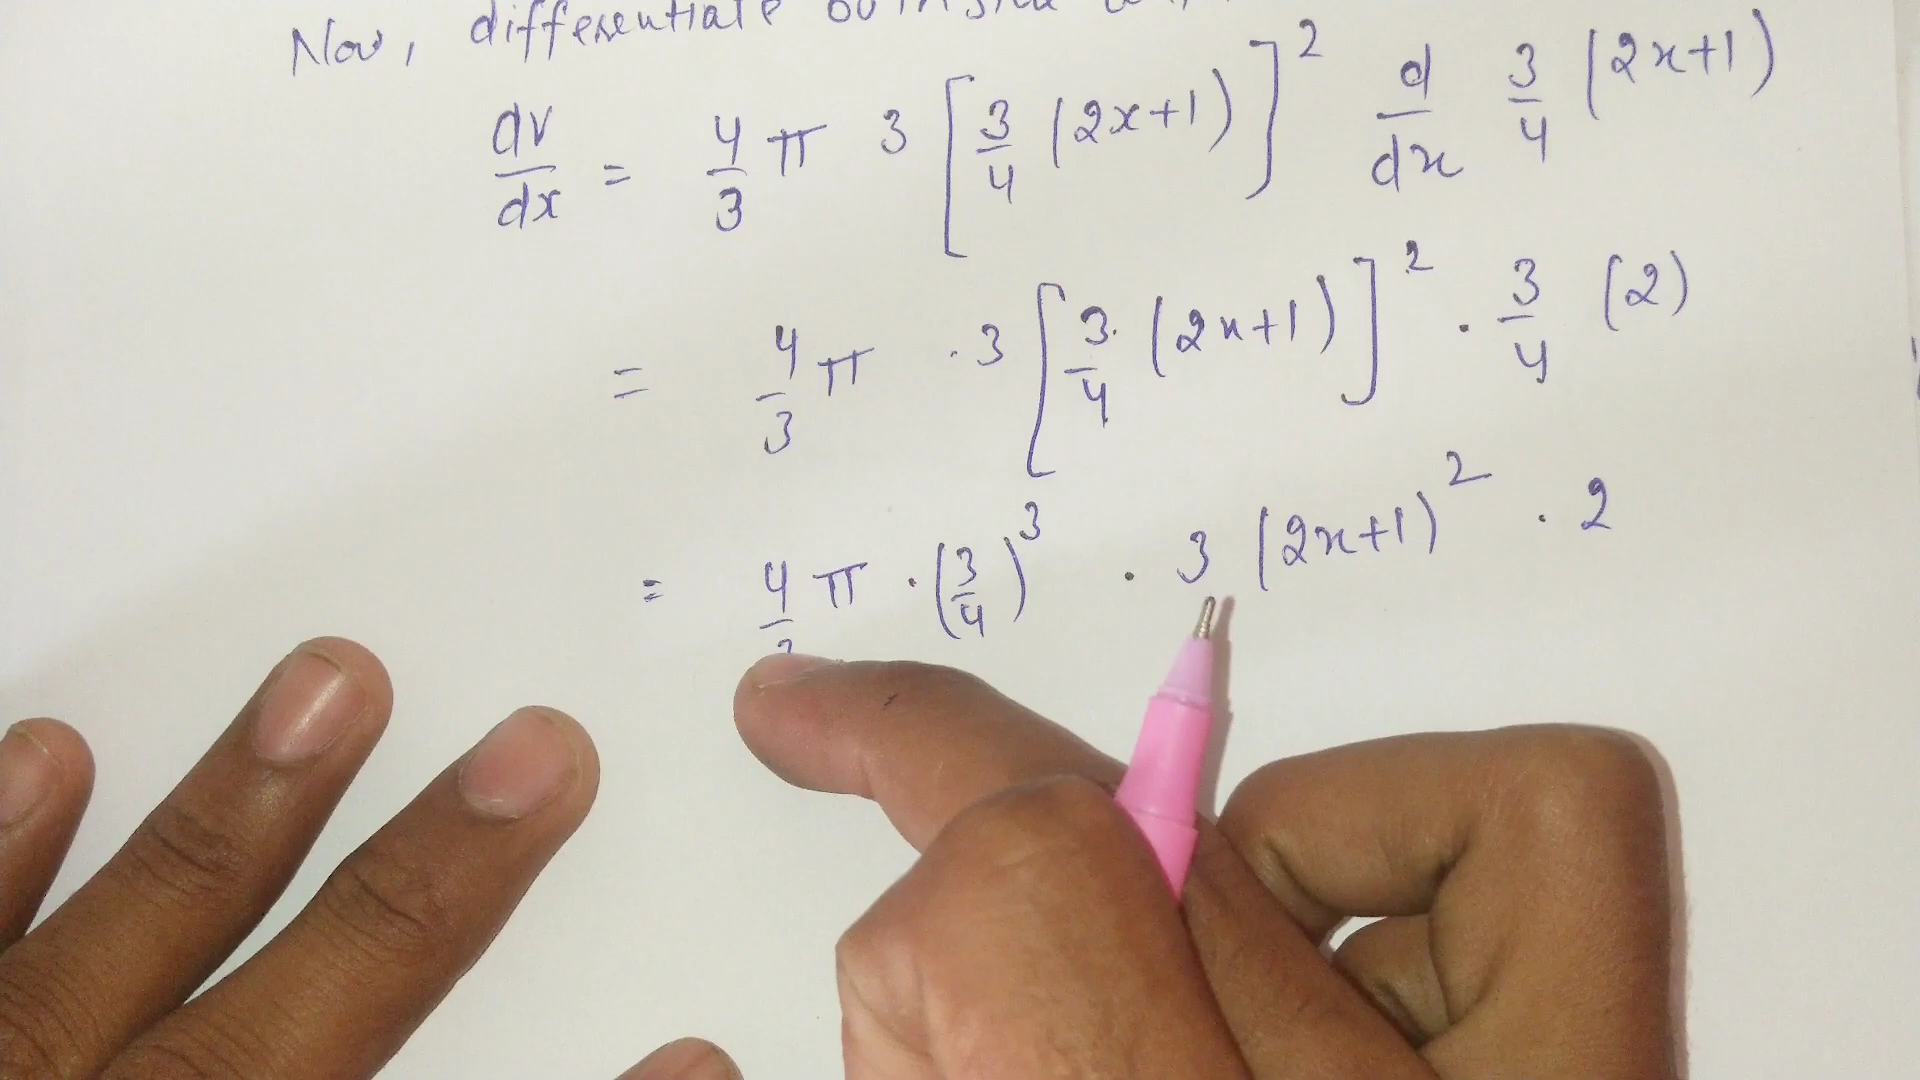 Now, differentiate
dv/dx = 4/3 π 3 [3/4 (2x+1)]² d/dx 3/4 (2x+1)
= 4/3 π · 3 [3/4 (2x+1)]² · 3/4 (2)
= 4/3 π · (3/4)³ · 3 (2x+1)² · 2